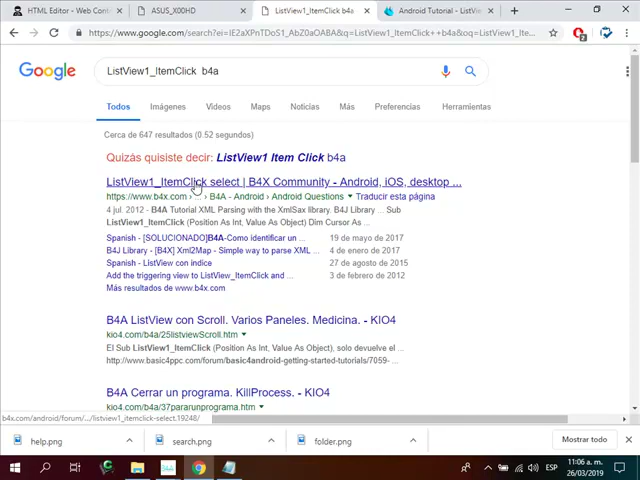 HTML Editor - Web Cont
ASUS_X00HD
ListView1_ItemClick b4a
Android Tutorial - ListVie
https://www.google.com/search?ei=IE2aXPnTDoS1_AbZ0aOABA&q=ListView1_ItemClick++b4a&oq=ListView1_ItemClick++b4a&gs_l=
Google
ListView1_ItemClick b4a
Todos
Imágenes
Videos
Maps
Noticias
Más
Preferencias
Herramientas
Cerca de 647 resultados (0.52 segundos)
Quizás quisiste decir: ListView1 Item Click b4a
ListView1_ItemClick select | B4X Community - Android, iOS, desktop ...
https://www.b4x.com › ... › B4A - Android › Android Questions ▼ Traducir esta página
4 jul. 2012 - B4A Tutorial XML Parsing with the XmlSax library. B4J Library ... Sub
ListView1_ItemClick (Position As Int, Value As Object) Dim Cursor As ...
Spanish - [SOLUCIONADO]B4A-Como identificar un ... 19 de mayo de 2017
B4J Library - [B4X] Xml2Map - Simple way to parse XML ... 4 de enero de 2017
Spanish - ListView con indice 27 de agosto de 2015
Add the triggering view to ListView_ItemClick and ... 3 de febrero de 2012
Más resultados de www.b4x.com
B4A ListView con Scroll. Varios Paneles. Medicina. - KIO4
kio4.com/b4a/25listviewScroll.htm ▼
El Sub ListView1_ItemClick (Position As Int, Value As Object), solo devuelve el ...
http://www.basic4ppc.com/forum/basic4android-getting-started-tutorials/7059- ...
B4A Cerrar un programa. KillProcess. - KIO4
kio4.com/b4a/37pararunprograma.htm ▼
b4x.com/android/forum/.../listview1_itemclick-select.19248/
help.png
search.png
folder.png
Mostrar todo
B4A
ESP
11:06 a. m.
26/03/2019